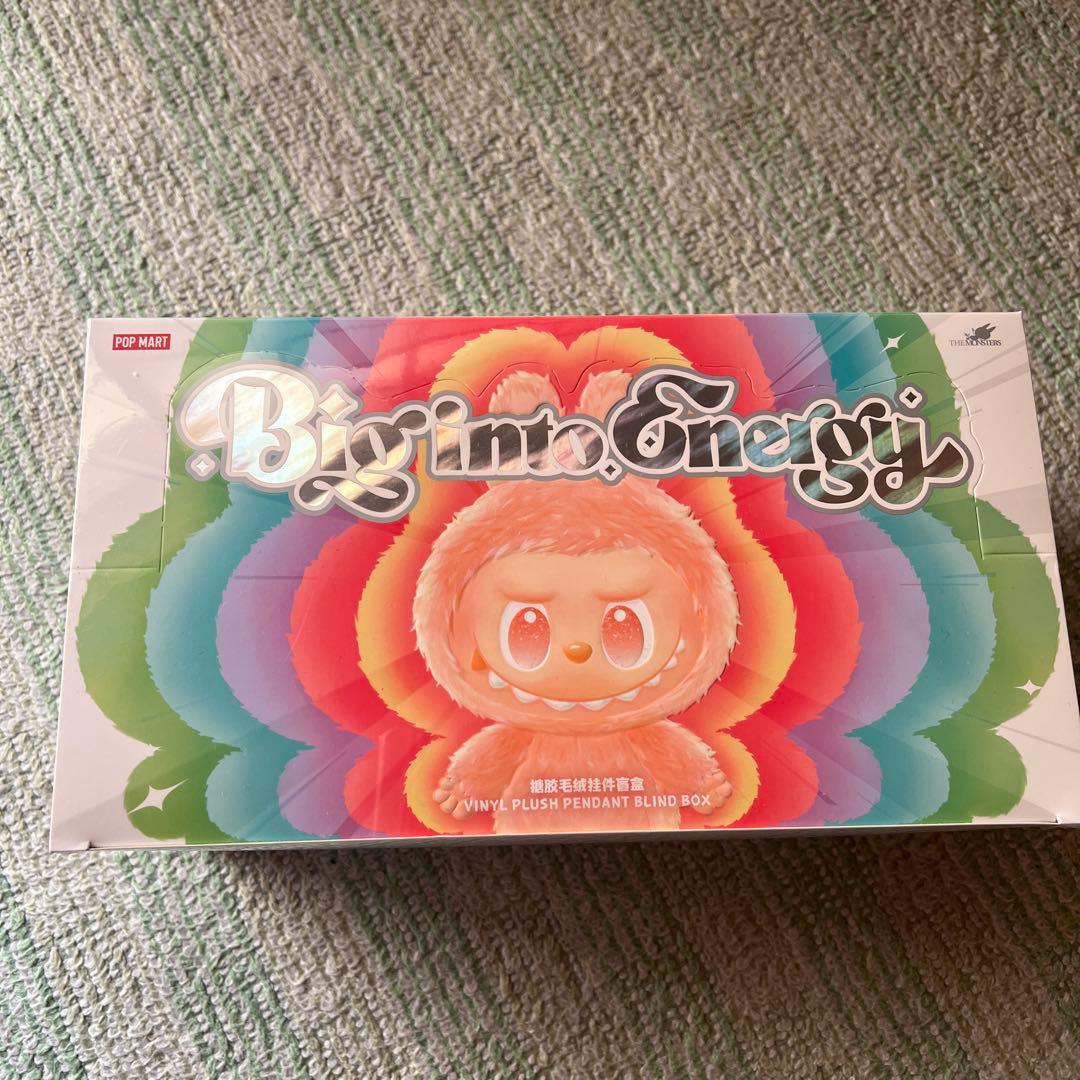 POP MART
THE MONSTERS
Big into Energy
搪胶毛绒挂件盲盒
VINYL PLUSH PENDANT BLIND BOX